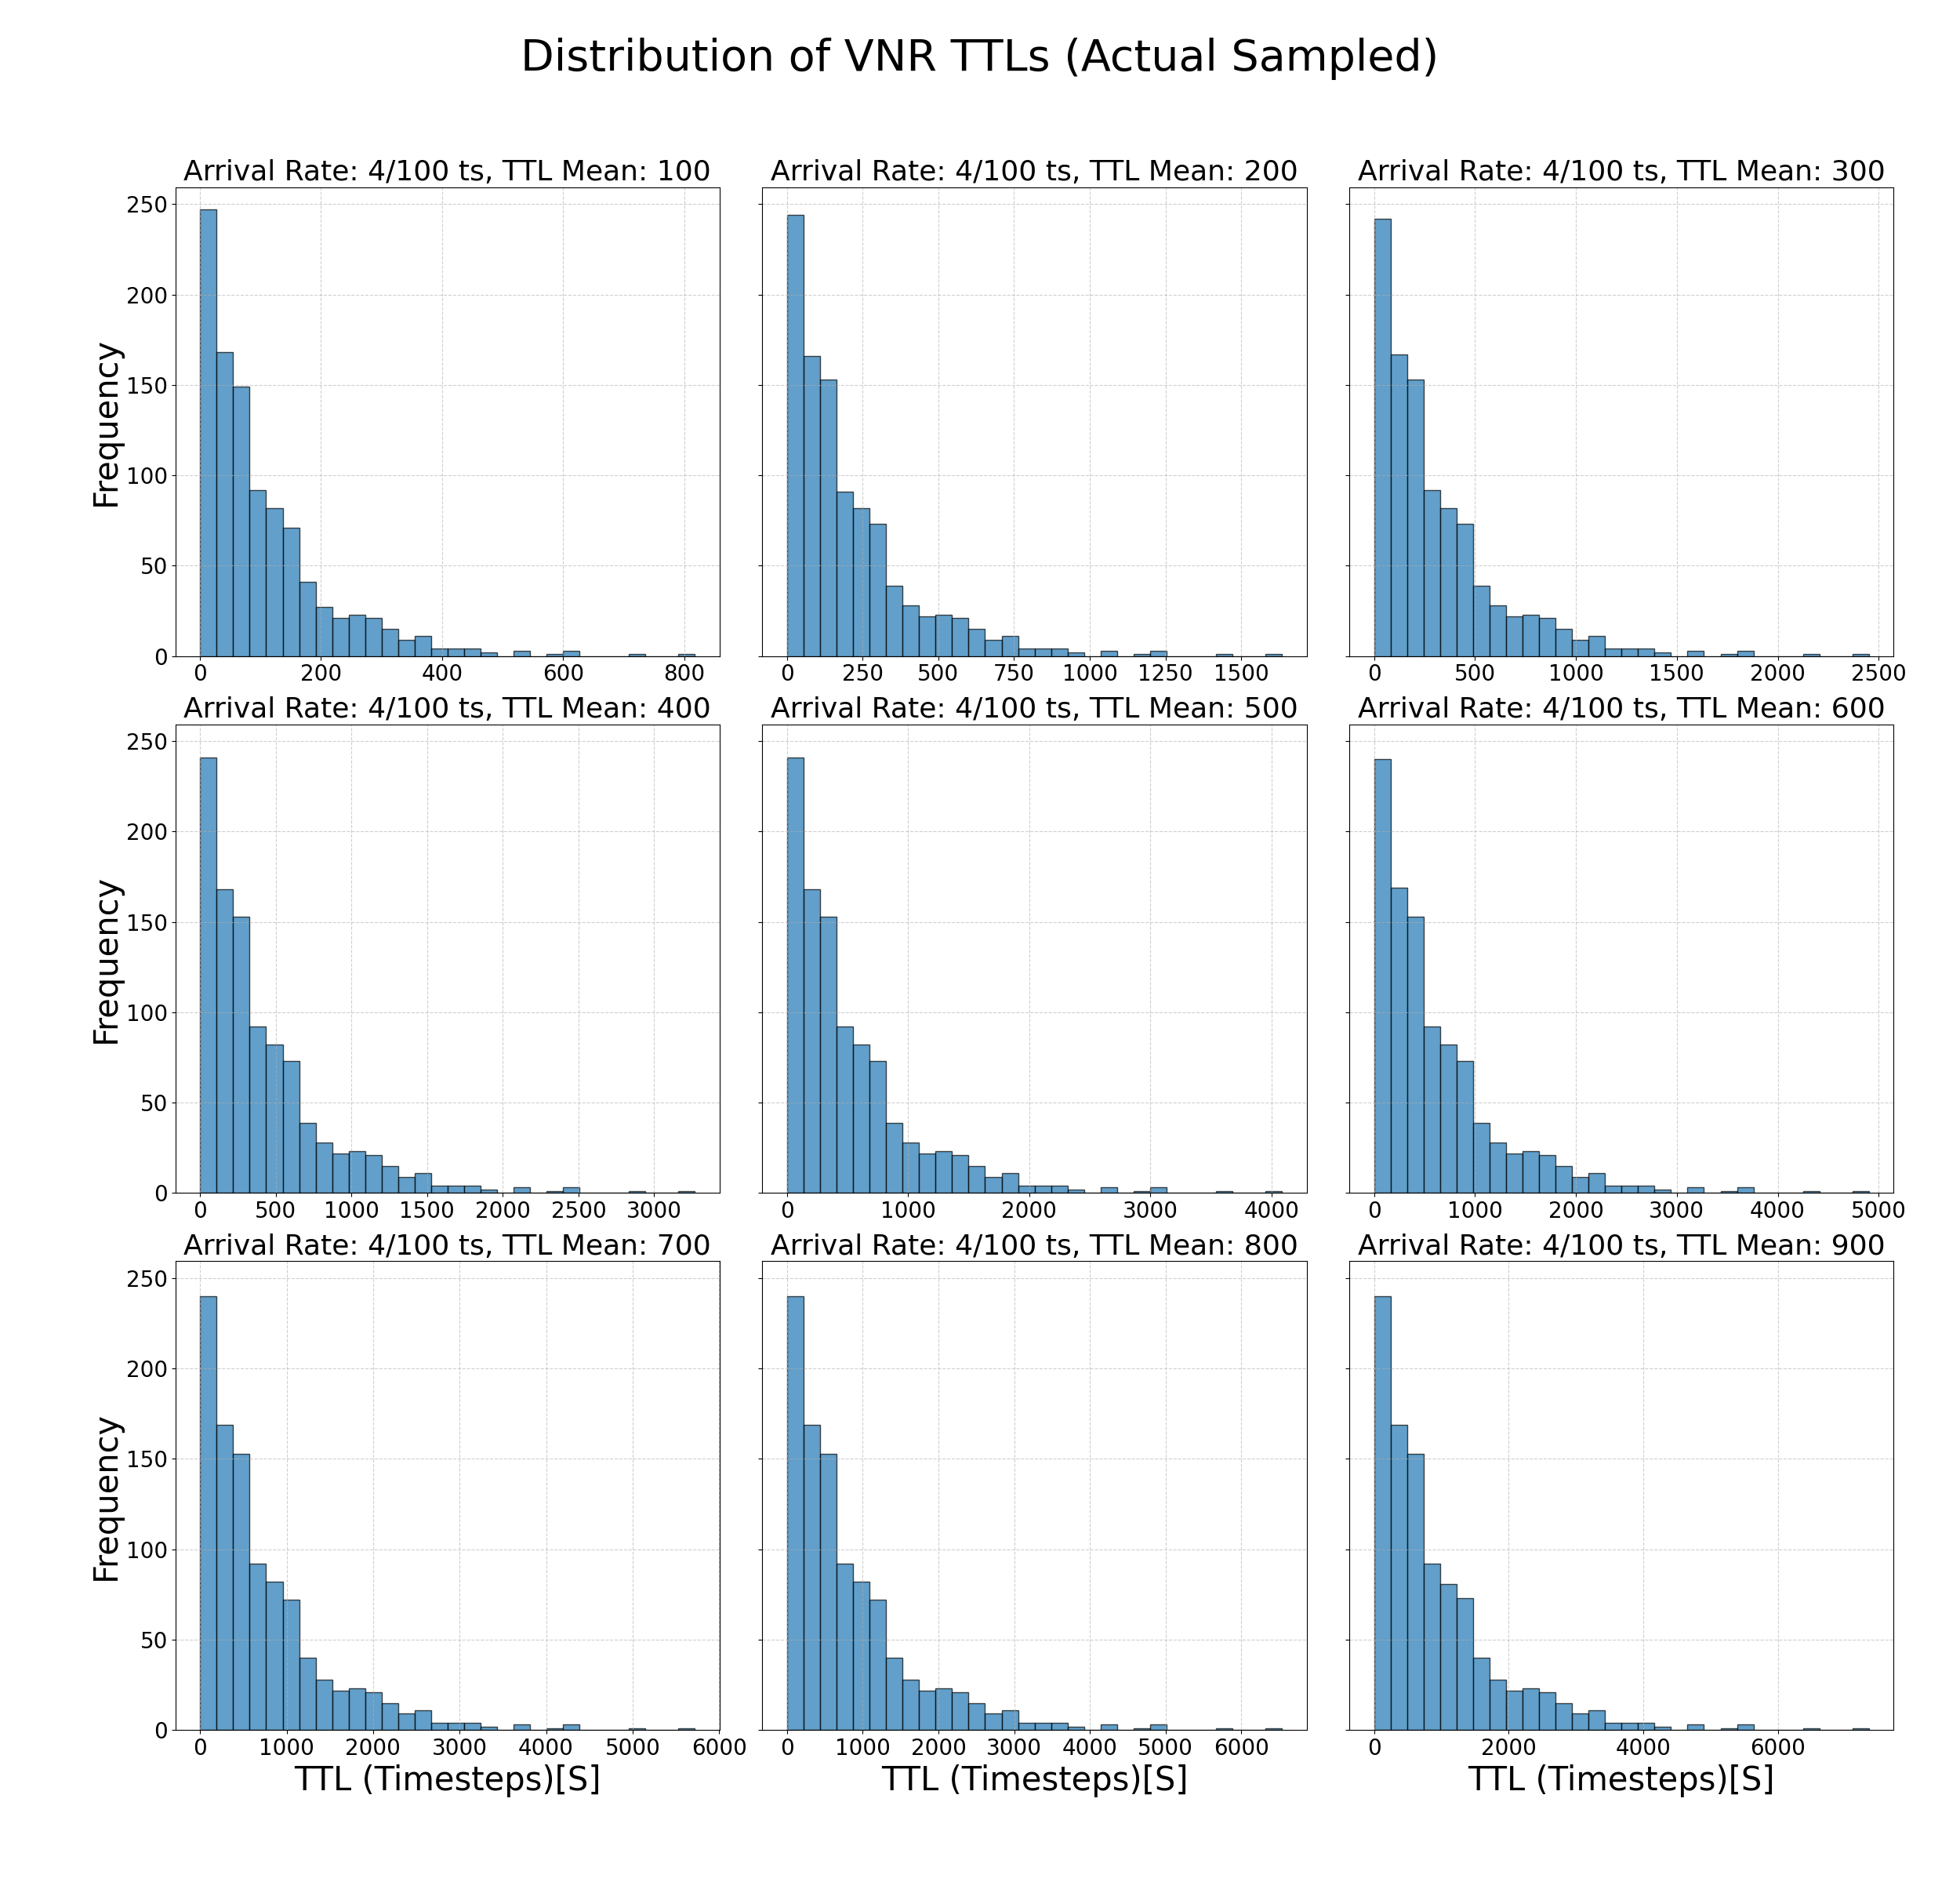 Distribution of VNR TTLs (Actual Sampled)
Arrival Rate: 4/100 ts, TTL Mean: 100
Arrival Rate: 4/100 ts, TTL Mean: 200
Arrival Rate: 4/100 ts, TTL Mean: 300
Frequency
250
200
150
100
50
0
0 200 400 600 800
0 250 500 750 1000 1250 1500
0 500 1000 1500 2000 2500
Arrival Rate: 4/100 ts, TTL Mean: 400
Arrival Rate: 4/100 ts, TTL Mean: 500
Arrival Rate: 4/100 ts, TTL Mean: 600
Frequency
250
200
150
100
50
0
0 500 1000 1500 2000 2500 3000
0 1000 2000 3000 4000
0 1000 2000 3000 4000 5000
Arrival Rate: 4/100 ts, TTL Mean: 700
Arrival Rate: 4/100 ts, TTL Mean: 800
Arrival Rate: 4/100 ts, TTL Mean: 900
Frequency
250
200
150
100
50
0
0 1000 2000 3000 4000 5000 6000
0 1000 2000 3000 4000 5000 6000
0 2000 4000 6000
TTL (Timesteps)[S]
TTL (Timesteps)[S]
TTL (Timesteps)[S]